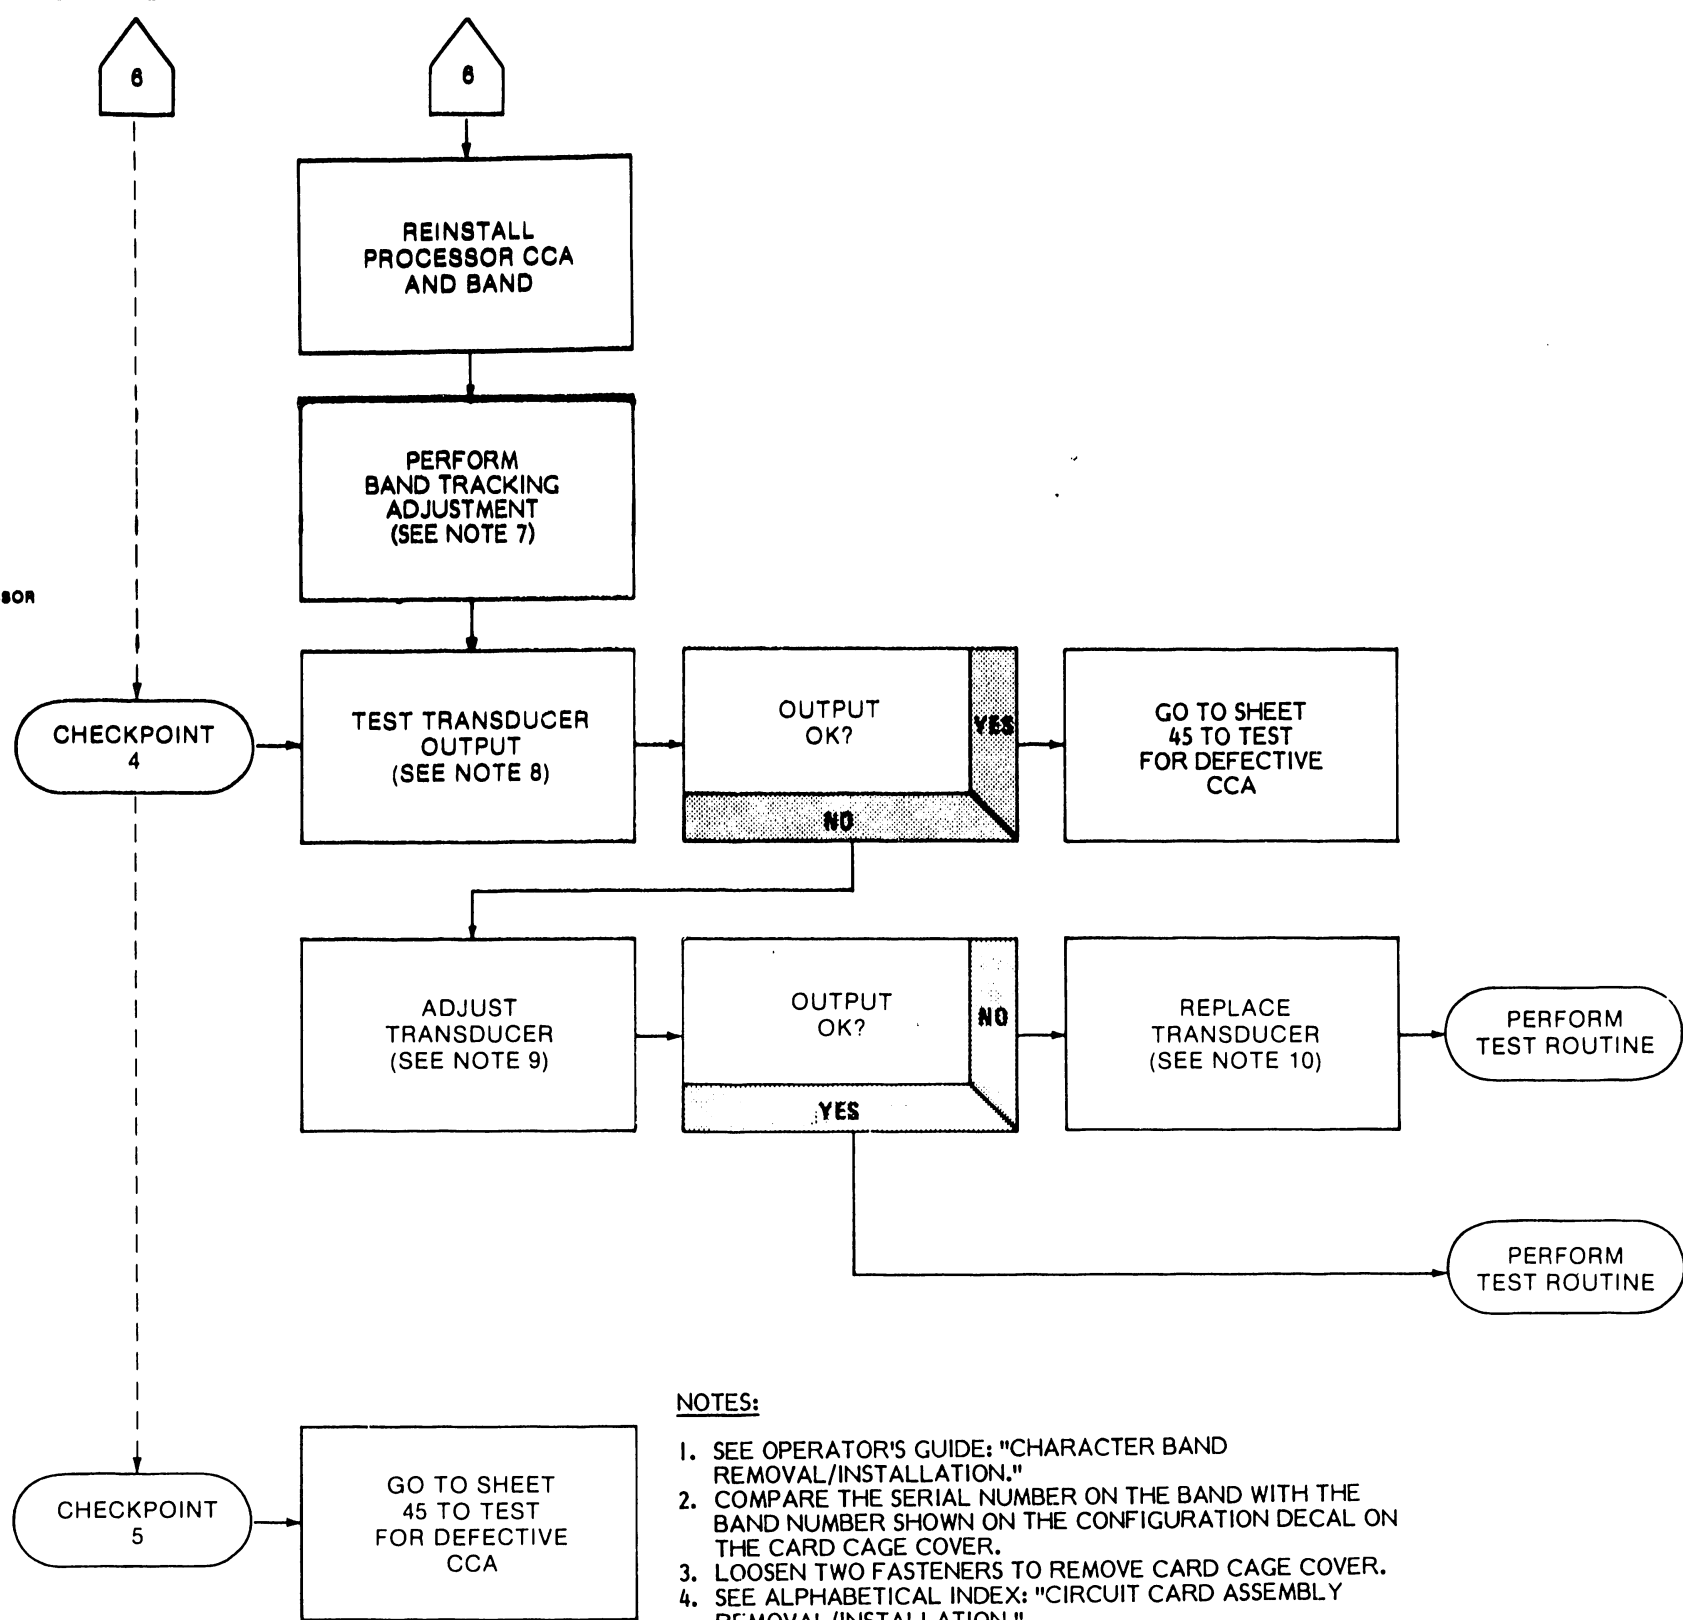 6
6
REINSTALL
PROCESSOR CCA
AND BAND
PERFORM
BAND TRACKING
ADJUSTMENT
(SEE NOTE 7)
SOR
CHECKPOINT
4
TEST TRANSDUCER
OUTPUT
(SEE NOTE 8)
OUTPUT
OK?
YES
NO
GO TO SHEET
45 TO TEST
FOR DEFECTIVE
CCA
ADJUST
TRANSDUCER
(SEE NOTE 9)
OUTPUT
OK?
NO
YES
REPLACE
TRANSDUCER
(SEE NOTE 10)
PERFORM
TEST ROUTINE
PERFORM
TEST ROUTINE
CHECKPOINT
5
GO TO SHEET
45 TO TEST
FOR DEFECTIVE
CCA
NOTES:
1. SEE OPERATOR'S GUIDE: "CHARACTER BAND
REMOVAL/INSTALLATION."
2. COMPARE THE SERIAL NUMBER ON THE BAND WITH THE
BAND NUMBER SHOWN ON THE CONFIGURATION DECAL ON
THE CARD CAGE COVER.
3. LOOSEN TWO FASTENERS TO REMOVE CARD CAGE COVER.
4. SEE ALPHABETICAL INDEX: "CIRCUIT CARD ASSEMBLY
REMOVAL/INSTALLATION."